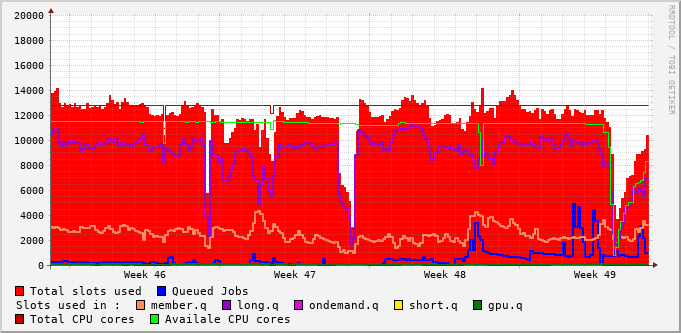 20000
18000
16000
14000
12000
10000
8000
6000
4000
2000
0
Week 46 Week 47 Week 48 Week 49
RRDTOOL / TOBI OETIKER
Total slots used Queued Jobs
Slots used in : member.q long.q ondemand.q short.q gpu.q
Total CPU cores Availale CPU cores